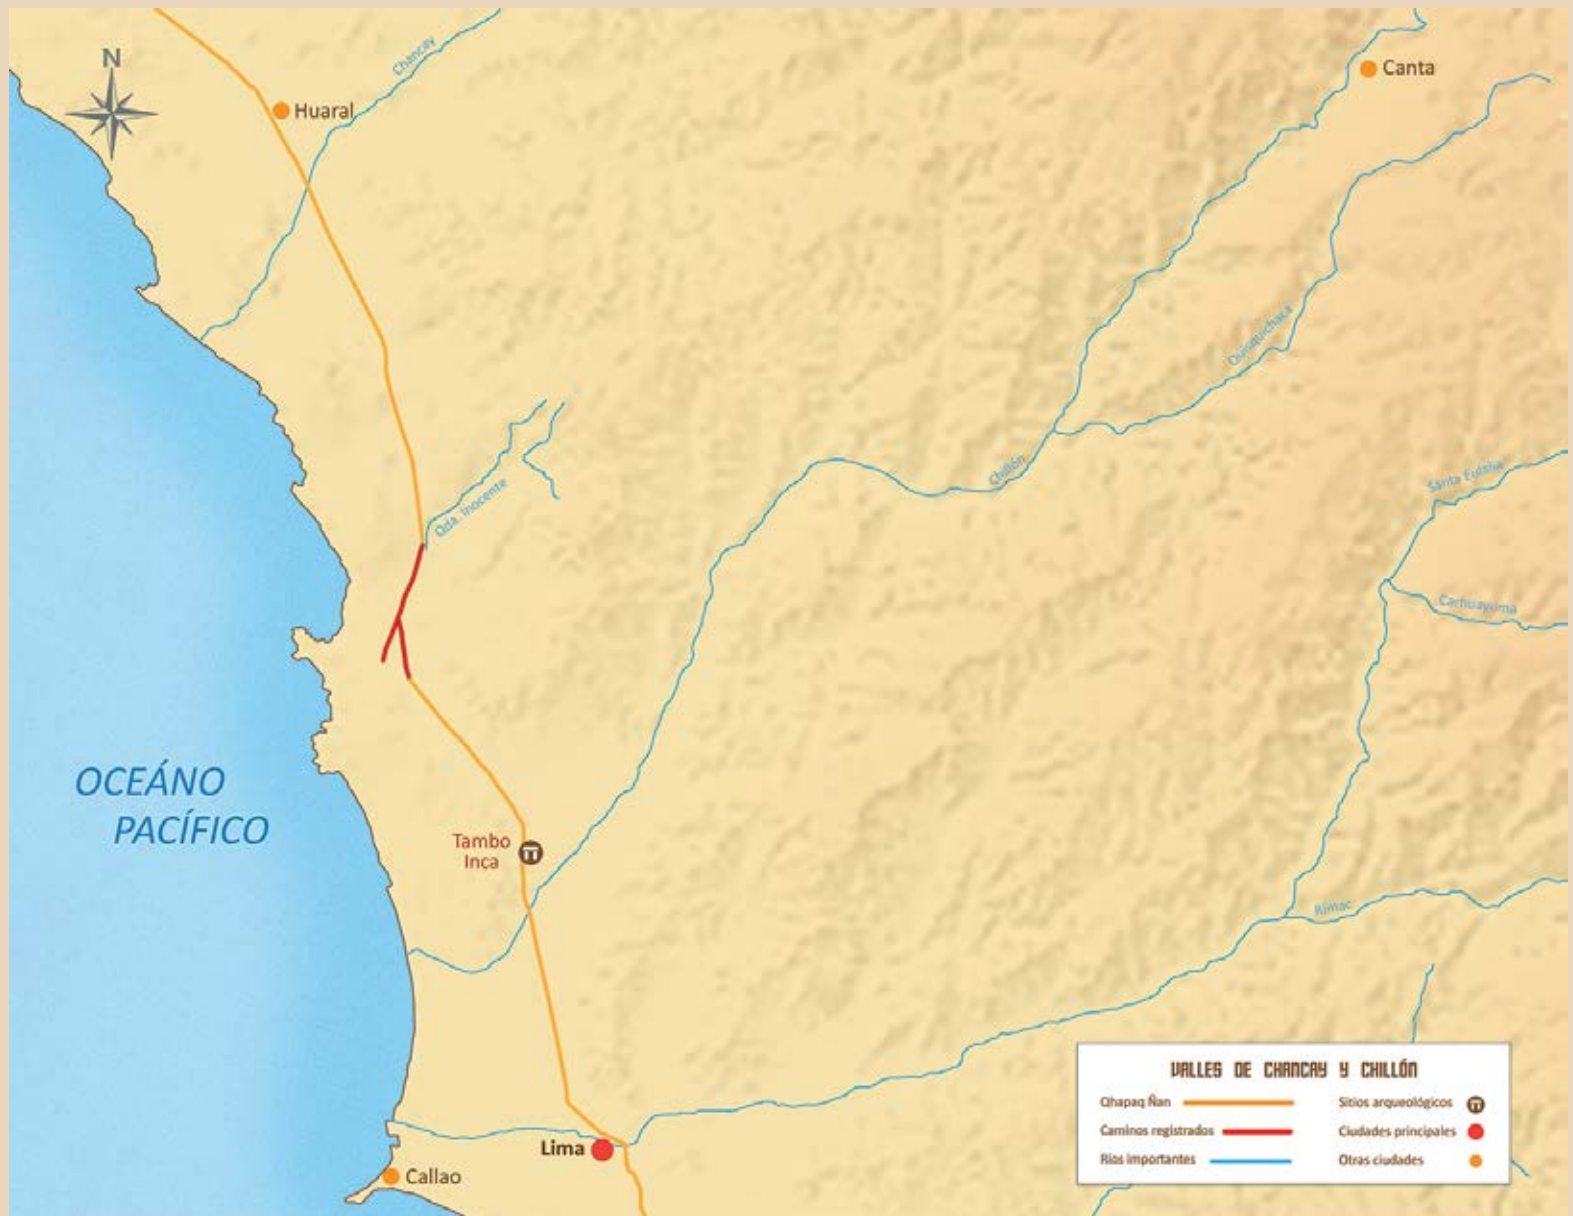 N
Chancay
Huaral
Canta
Quisquichaca
Chillón
Qda. Inocente
Santa Eulalia
Carhuayuma
OCEÁNO
PACÍFICO
Tambo
Inca
Rímac
Lima
Callao
VALLES DE CHANCAY Y CHILLÓN
Qhapaq Ñan
Sitios arqueológicos
Caminos registrados
Ciudades principales
Ríos importantes
Otras ciudades